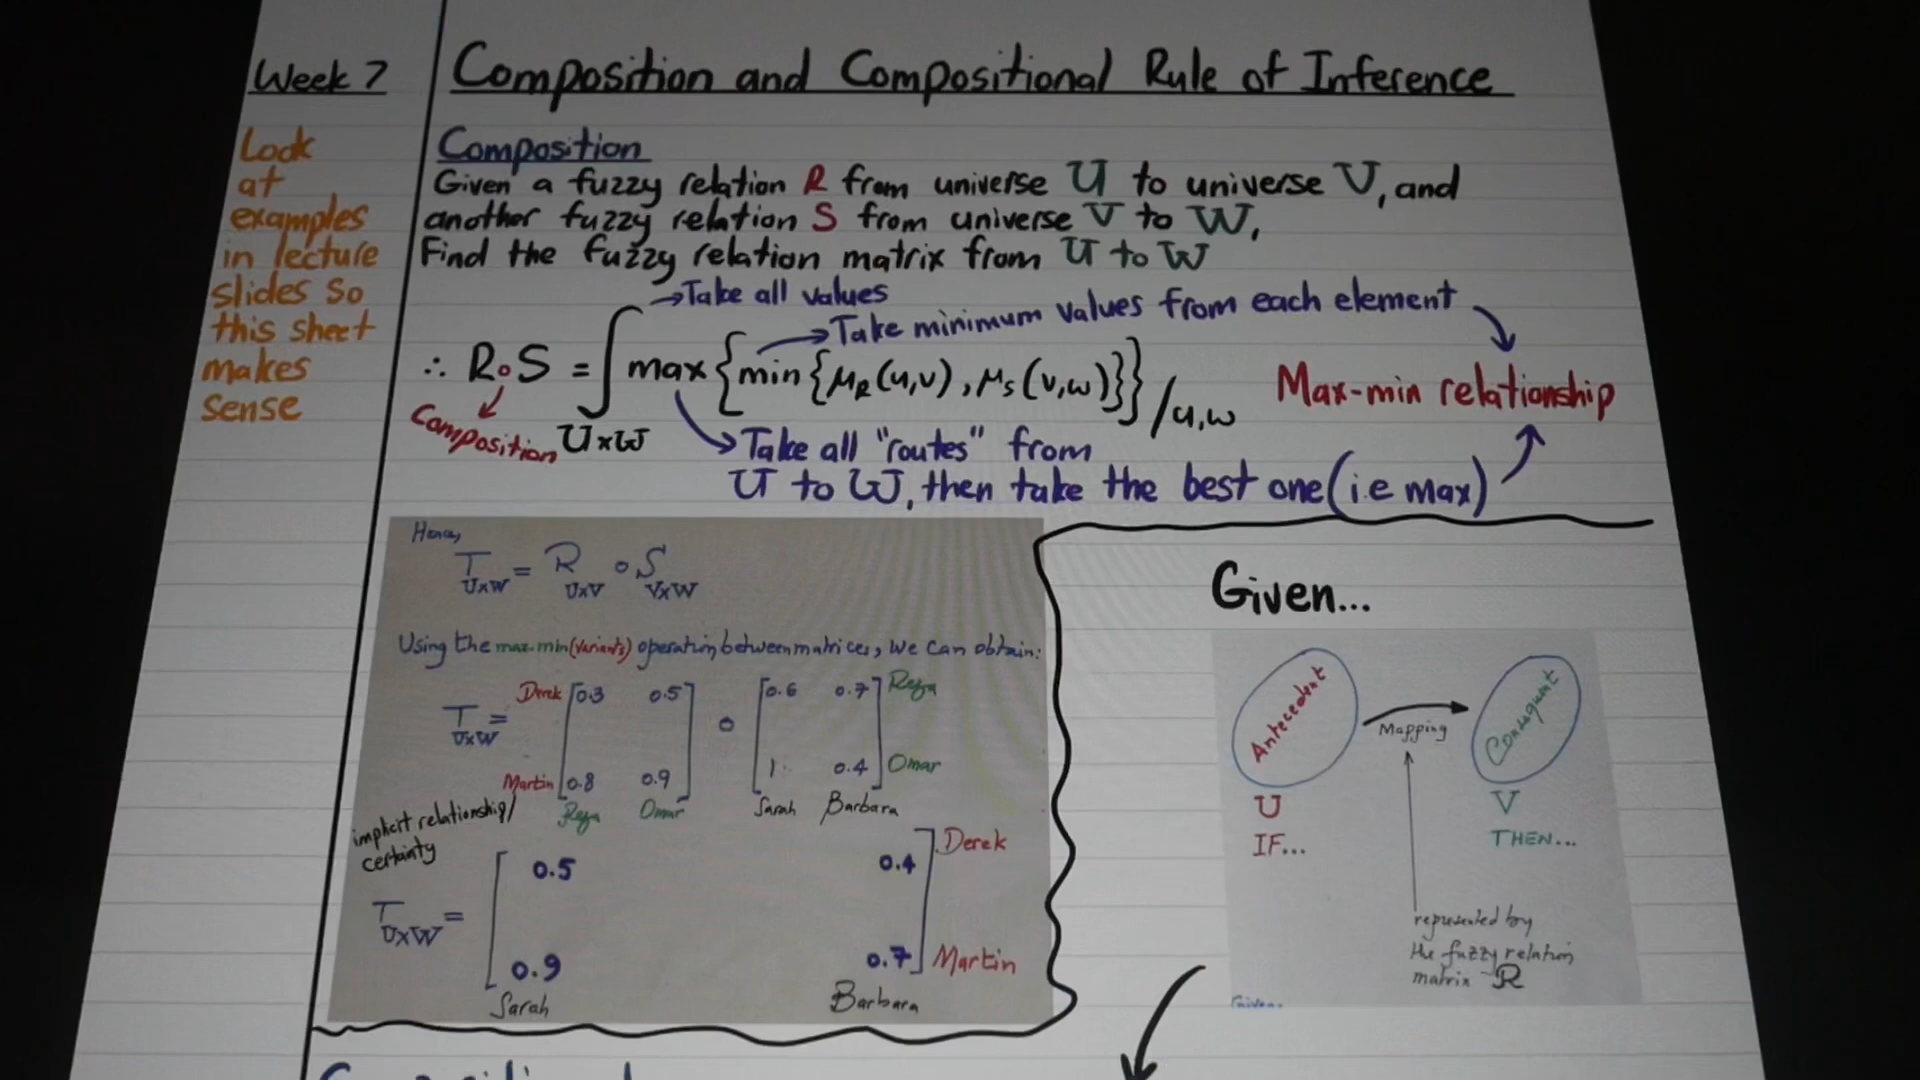 Week 7
Composition and Compositional Rule of Inference
Look
at
examples
in lecture
slides so
this sheet
makes
sense
Composition
Given a fuzzy relation R from universe U to universe V, and
another fuzzy relation S from universe V to W,
Find the fuzzy relation matrix from U to W
→Take all values
→Take minimum values from each element
∴ R∘S = ∫ max{min{μR(u,v), μS(v,w)}}/u,w
U×W
Composition
Max-min relationship
Take all "routes" from
U to W, then take the best one (i.e max)
Hence,
T = R ∘ S
U×W U×V V×W
Using the max-min(variants) operation between matrices, we can obtain:
Derek [0.3 0.5] [0.6 0.7] Reza
T = ∘
U×W
Martin [0.8 0.9] [1 0.4] Omar
Reza Omar Sarah Barbara
implicit relationship/
certainty
[0.5 0.4] Derek
T =
U×W
[0.9 0.7] Martin
Sarah Barbara
Given...
Antecedent
Mapping
Consequent
U V
IF... THEN...
represented by
the fuzzy relation
matrix R